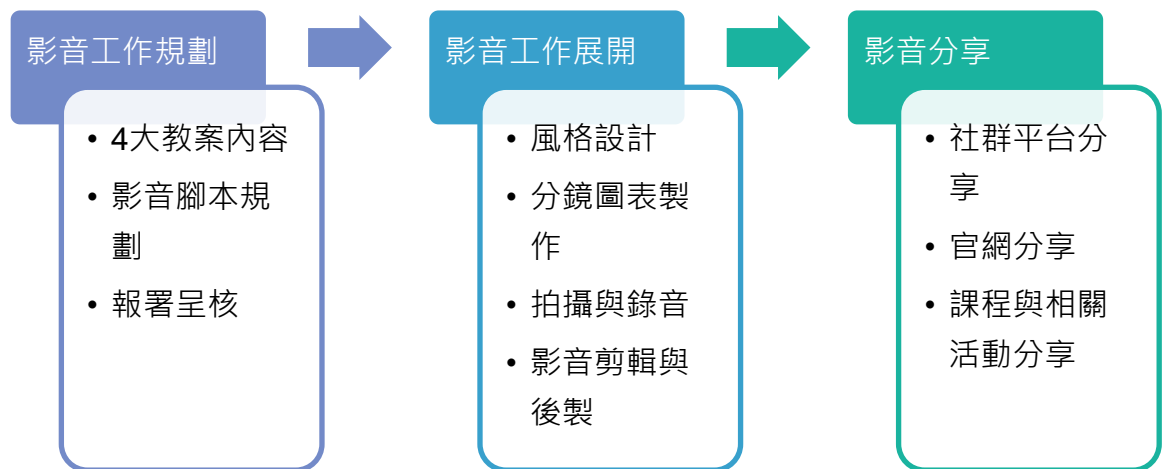 影音工作規劃
• 4大教案內容
• 影音腳本規
劃
• 報署呈核
影音工作展開
• 風格設計
• 分鏡圖表製
作
• 拍攝與錄音
• 影音剪輯與
後製
影音分享
• 社群平台分
享
• 官網分享
• 課程與相關
活動分享